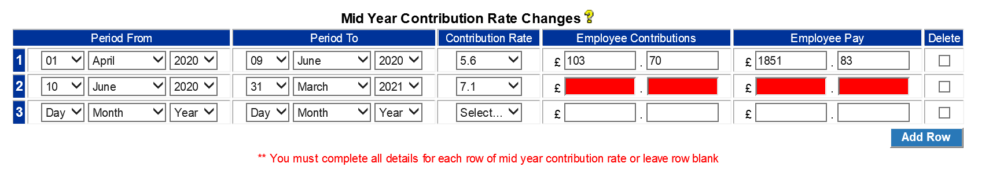 Mid Year Contribution Rate Changes ?
Period From Period To Contribution Rate Employee Contributions Employee Pay Delete
1 01 April 2020 09 June 2020 5.6 £ 103 . 70 £ 1851 . 83
2 10 June 2020 31 March 2021 7.1 £ . £ .
3 Day Month Year Day Month Year Select... £ . £ .
Add Row
** You must complete all details for each row of mid year contribution rate or leave row blank